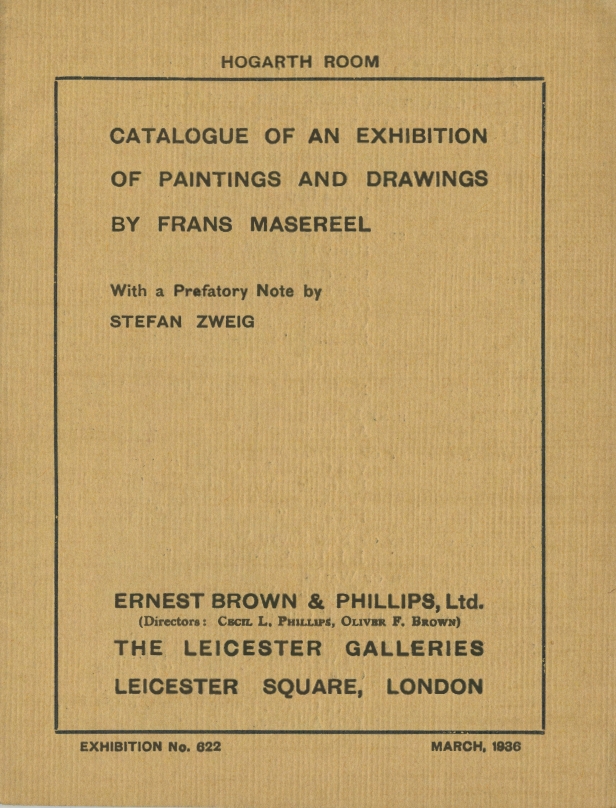 HOGARTH ROOM
CATALOGUE OF AN EXHIBITION
OF PAINTINGS AND DRAWINGS
BY FRANS MASEREEL
With a Prefatory Note by
STEFAN ZWEIG
ERNEST BROWN & PHILLIPS, Ltd.
(Directors: CECIL L. PHILLIPS, OLIVER F. BROWN)
THE LEICESTER GALLERIES
LEICESTER SQUARE, LONDON
EXHIBITION No. 622 MARCH, 1936